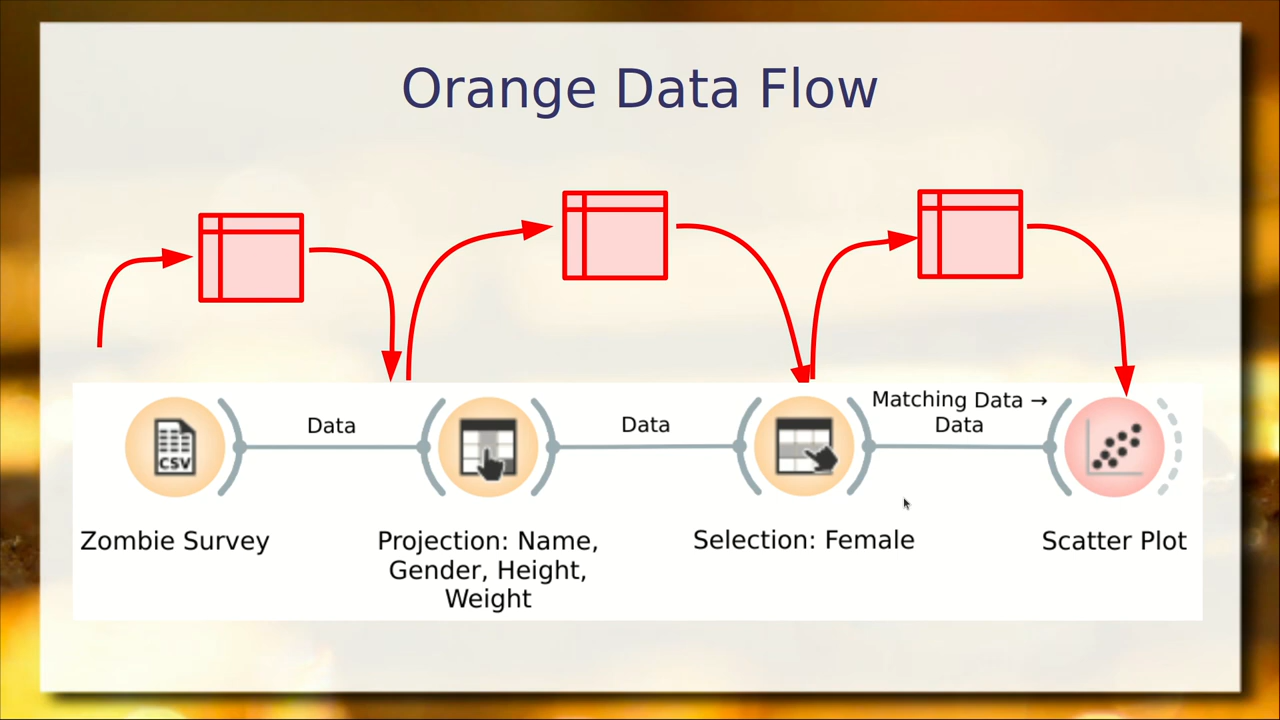 Orange Data Flow
Matching Data →
Data
Data
Data
CSV
Zombie Survey
Projection: Name,
Gender, Height,
Weight
Selection: Female
Scatter Plot